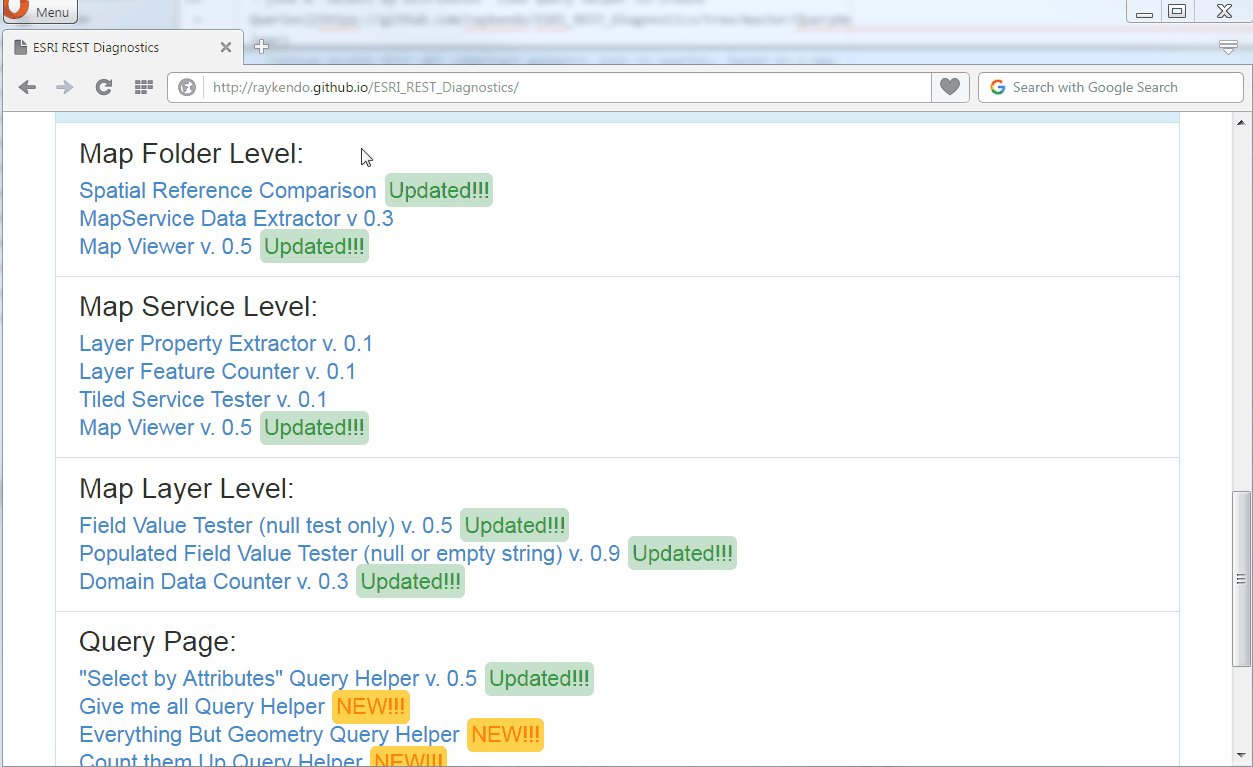 Menu
ESRI REST Diagnostics
http://raykendo.github.io/ESRI_REST_Diagnostics/
Search with Google Search
Map Folder Level:
Spatial Reference Comparison Updated!!!
MapService Data Extractor v 0.3
Map Viewer v. 0.5 Updated!!!
Map Service Level:
Layer Property Extractor v. 0.1
Layer Feature Counter v. 0.1
Tiled Service Tester v. 0.1
Map Viewer v. 0.5 Updated!!!
Map Layer Level:
Field Value Tester (null test only) v. 0.5 Updated!!!
Populated Field Value Tester (null or empty string) v. 0.9 Updated!!!
Domain Data Counter v. 0.3 Updated!!!
Query Page:
"Select by Attributes" Query Helper v. 0.5 Updated!!!
Give me all Query Helper NEW!!!
Everything But Geometry Query Helper NEW!!!
Count them Up Query Helper NEW!!!